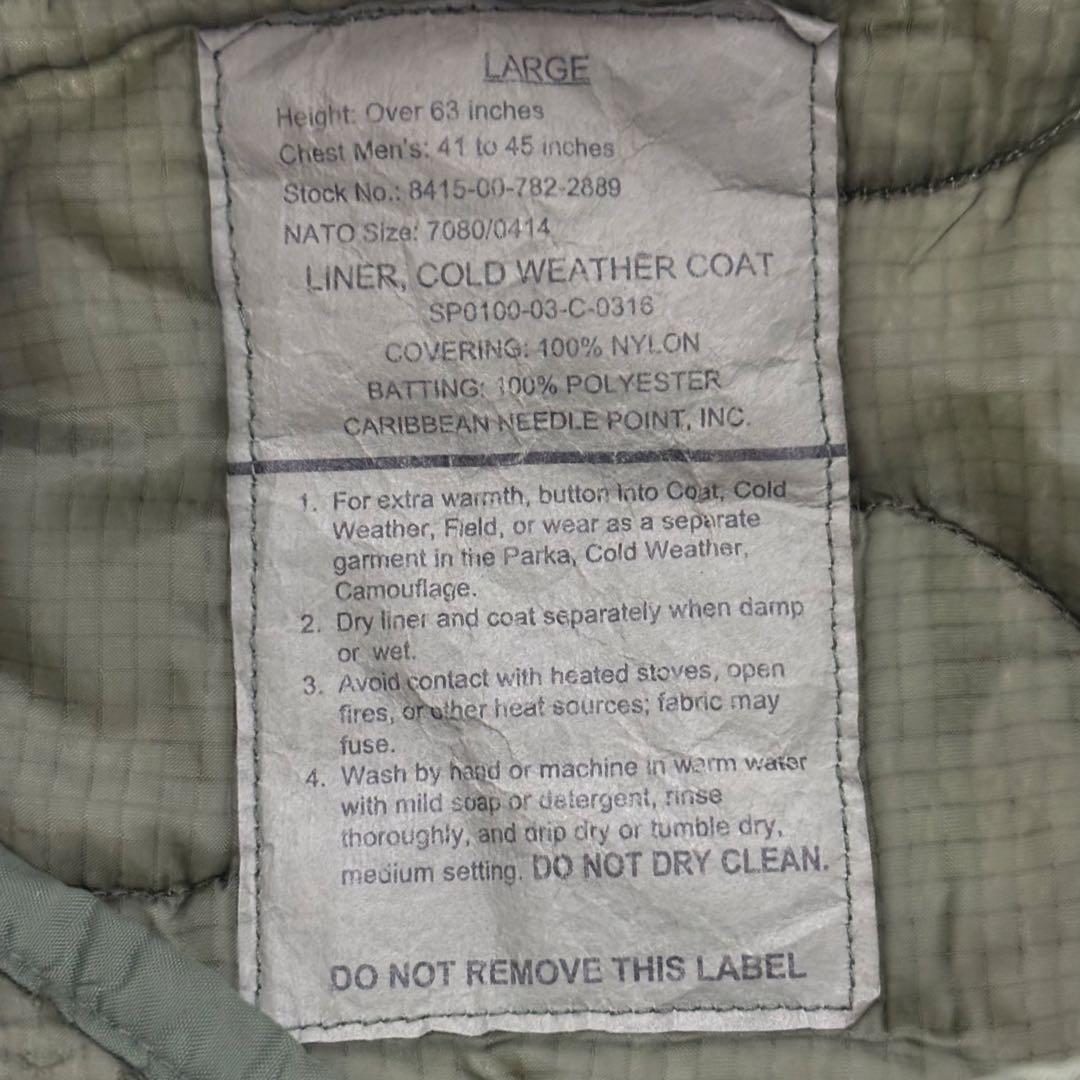 LARGE
Height: Over 63 inches
Chest Men's: 41 to 45 inches
Stock No.: 8415-00-782-2889
NATO Size: 7080/0414
LINER, COLD WEATHER COAT
SP0100-03-C-0316
COVERING: 100% NYLON
BATTING: 100% POLYESTER
CARIBBEAN NEEDLE POINT, INC.
1. For extra warmth, button into Coat, Cold
Weather, Field, or wear as a separate
garment in the Parka, Cold Weather,
Camouflage.
2. Dry liner and coat separately when damp
or wet.
3. Avoid contact with heated stoves, open
fires, or other heat sources; fabric may
fuse.
4. Wash by hand or machine in warm water
with mild soap or detergent, rinse
thoroughly, and drip dry or tumble dry,
medium setting. DO NOT DRY CLEAN.
DO NOT REMOVE THIS LABEL